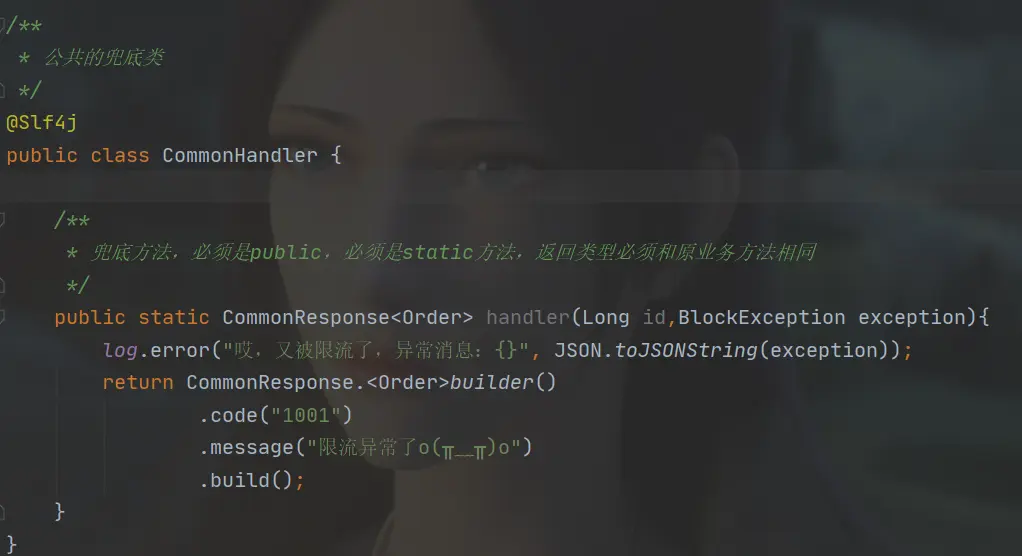 /**
 * 公共的兜底类
 */
@Slf4j
public class CommonHandler {
    /**
     * 兜底方法，必须是public，必须是static方法，返回类型必须和原业务方法相同
     */
    public static CommonResponse<Order> handler(Long id,BlockException exception){
        log.error("哎，又被限流了，异常消息：{}", JSON.toJSONString(exception));
        return CommonResponse.<Order>builder()
                .code("1001")
                .message("限流异常了o(╥﹏╥)o")
                .build();
    }
}